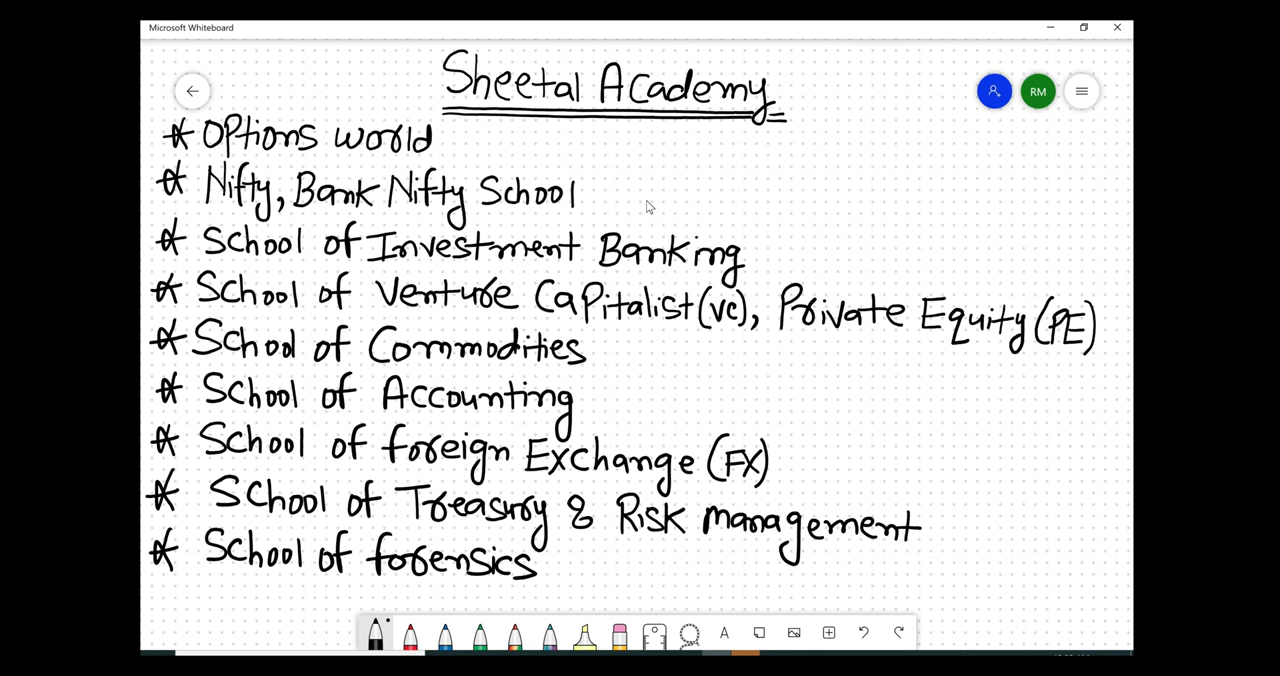 Microsoft Whiteboard
Sheetal Academy
RM
* Options world
* Nifty, Bank Nifty School
* School of Investment Banking
* School of Venture Capitalist(VC), Private Equity(PE)
* School of Commodities
* School of Accounting
* School of foreign Exchange (FX)
* School of Treasury & Risk management
* School of forensics
A